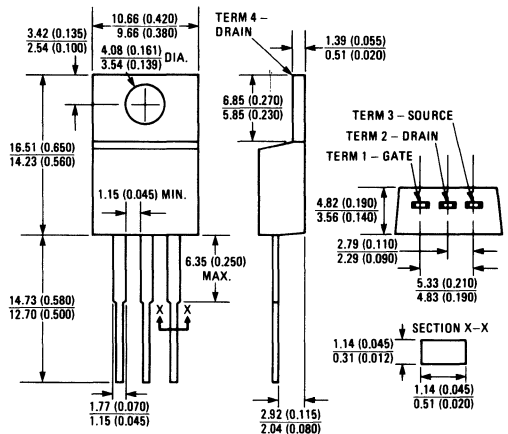 10.66 (0.420)
9.66 (0.380)
TERM 4 –
DRAIN
3.42 (0.135)
2.54 (0.100)
4.08 (0.161)
3.54 (0.139)
DIA.
1.39 (0.055)
0.51 (0.020)
6.85 (0.270)
5.85 (0.230)
TERM 3 – SOURCE
TERM 2 – DRAIN
TERM 1 – GATE
16.51 (0.650)
14.23 (0.560)
1.15 (0.045) MIN.
4.82 (0.190)
3.56 (0.140)
2.79 (0.110)
2.29 (0.090)
6.35 (0.250)
MAX.
5.33 (0.210)
4.83 (0.190)
14.73 (0.580)
12.70 (0.500)
X X
SECTION X–X
1.14 (0.045)
0.31 (0.012)
1.14 (0.045)
0.51 (0.020)
1.77 (0.070)
1.15 (0.045)
2.92 (0.115)
2.04 (0.080)